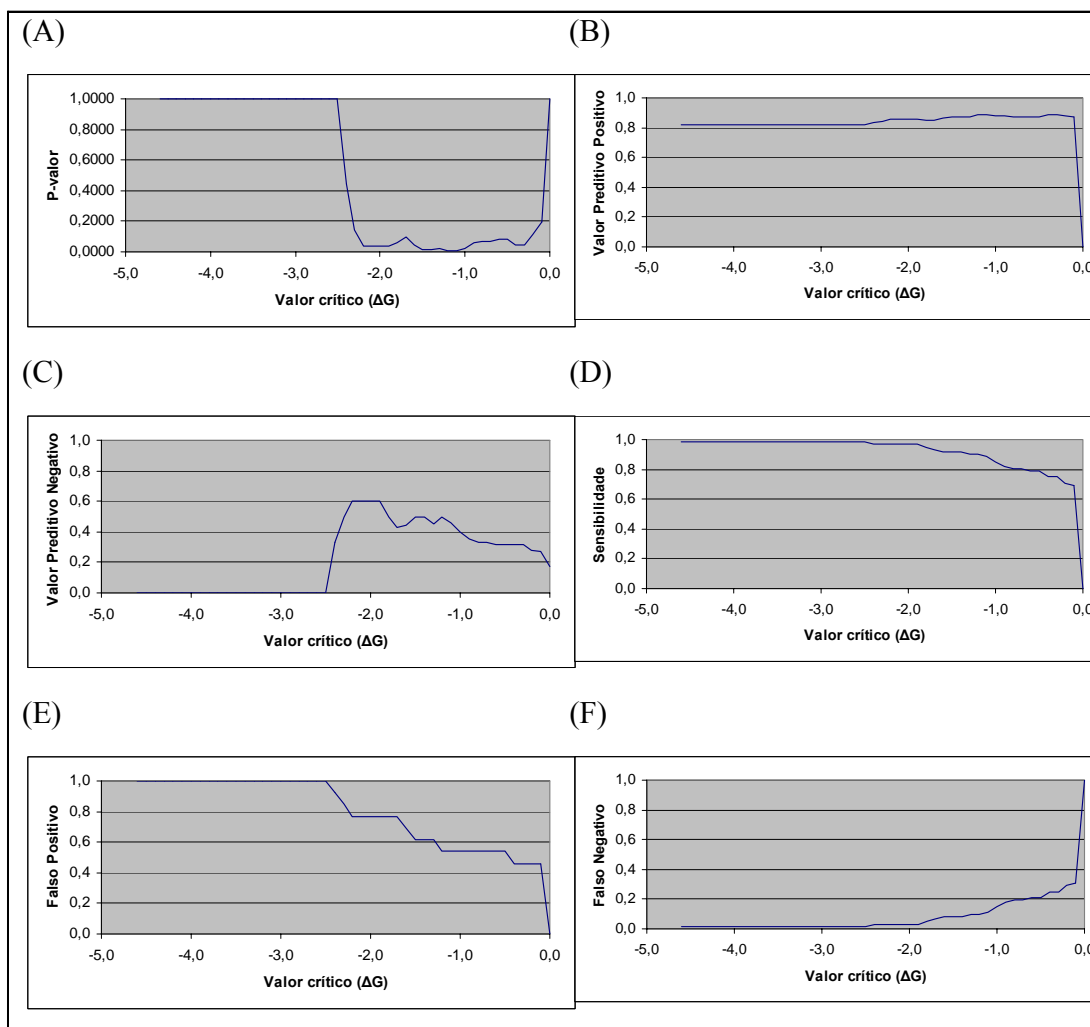 (A)
P-valor
1,0000
0,8000
0,6000
0,4000
0,2000
0,0000
-5,0 -4,0 -3,0 -2,0 -1,0 0,0
Valor crítico (ΔG)
(B)
Valor Preditivo Positivo
1,0
0,8
0,6
0,4
0,2
0,0
-5,0 -4,0 -3,0 -2,0 -1,0 0,0
Valor crítico (ΔG)
(C)
Valor Preditivo Negativo
1,0
0,8
0,6
0,4
0,2
0,0
-5,0 -4,0 -3,0 -2,0 -1,0 0,0
Valor crítico (ΔG)
(D)
Sensibilidade
1,0
0,8
0,6
0,4
0,2
0,0
-5,0 -4,0 -3,0 -2,0 -1,0 0,0
Valor crítico (ΔG)
(E)
Falso Positivo
1,0
0,8
0,6
0,4
0,2
0,0
-5,0 -4,0 -3,0 -2,0 -1,0 0,0
Valor crítico (ΔG)
(F)
Falso Negativo
1,0
0,8
0,6
0,4
0,2
0,0
-5,0 -4,0 -3,0 -2,0 -1,0 0,0
Valor crítico (ΔG)